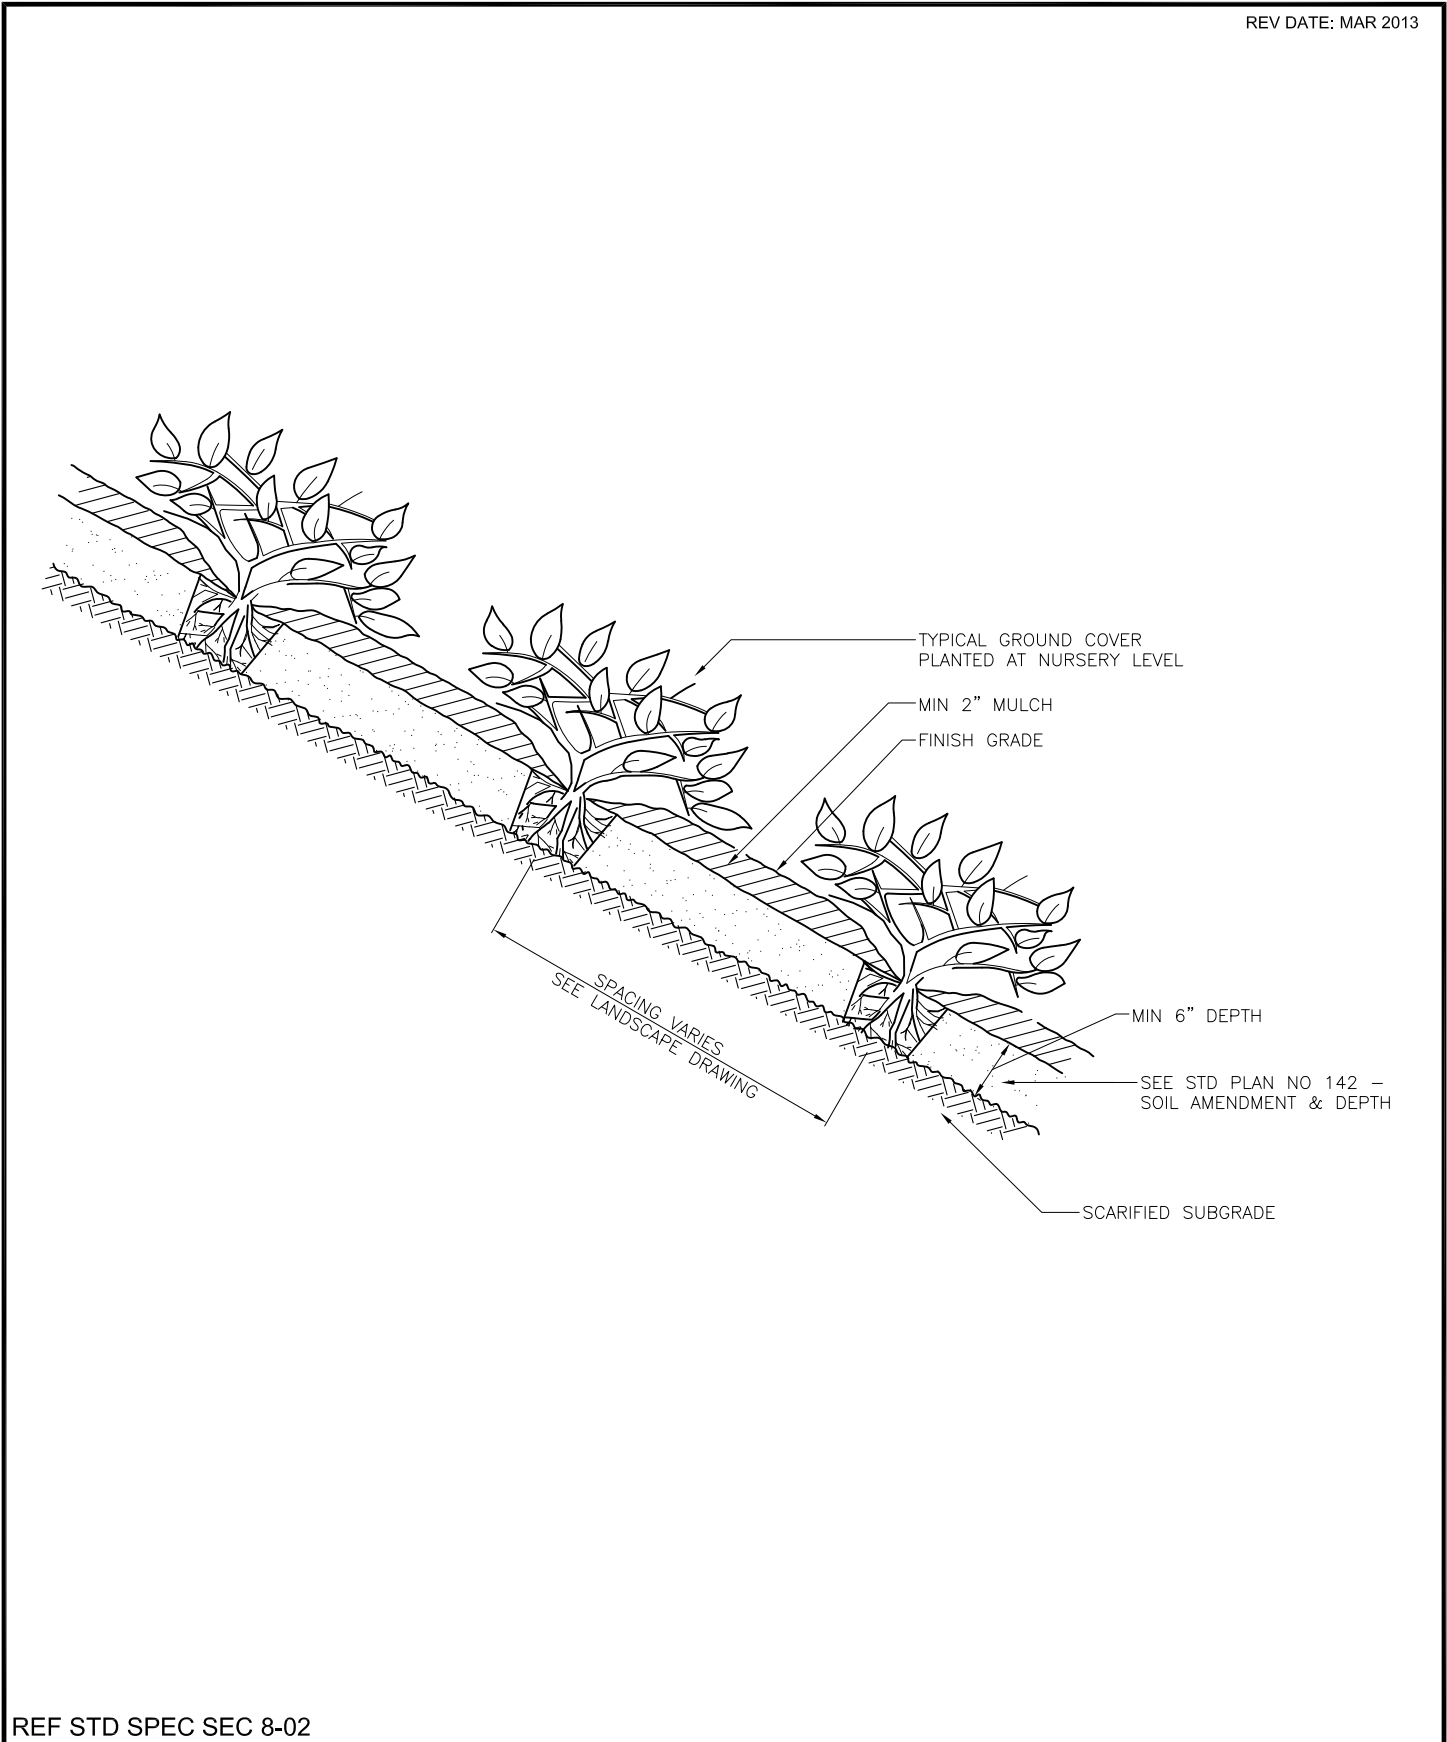 REV DATE: MAR 2013
TYPICAL GROUND COVER
PLANTED AT NURSERY LEVEL
MIN 2" MULCH
FINISH GRADE
SPACING VARIES
SEE LANDSCAPE DRAWING
MIN 6" DEPTH
SEE STD PLAN NO 142 –
SOIL AMENDMENT & DEPTH
SCARIFIED SUBGRADE
REF STD SPEC SEC 8-02